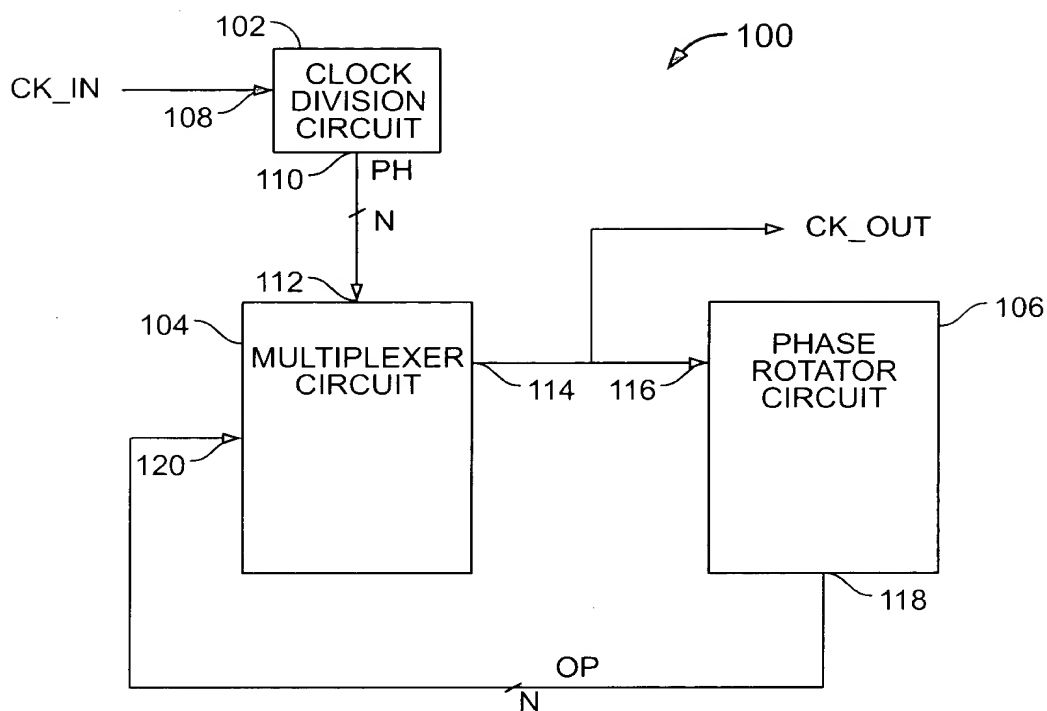 102
100
CK_IN
108
CLOCK
DIVISION
CIRCUIT
110
PH
N
CK_OUT
112
104
106
MULTIPLEXER
CIRCUIT
PHASE
ROTATOR
CIRCUIT
114
116
120
118
OP
N